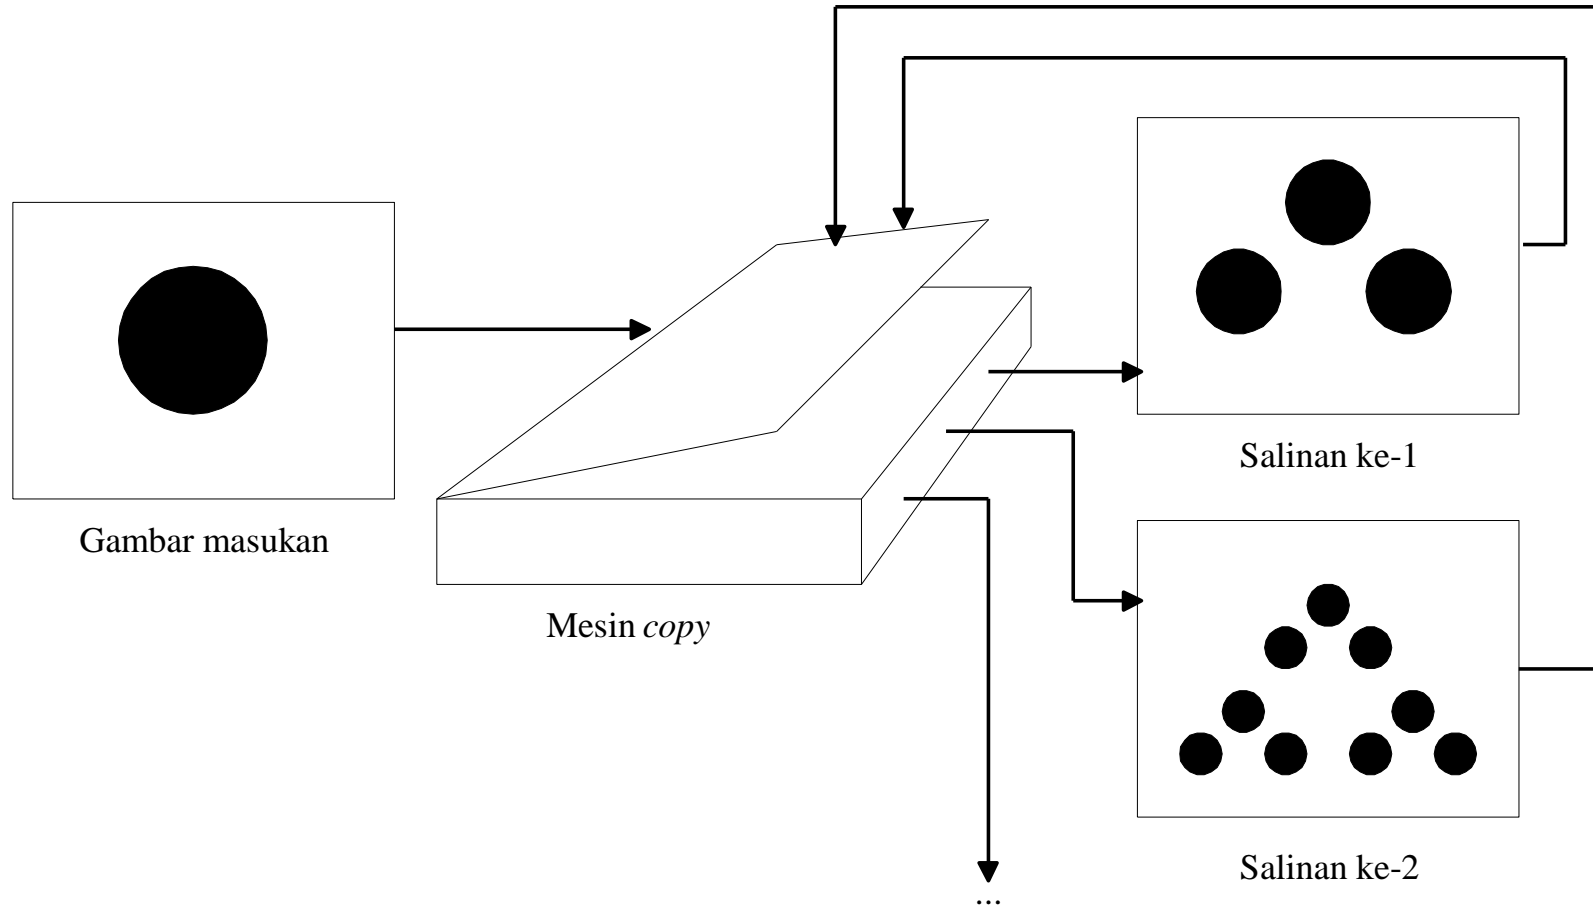 Gambar masukan
Mesin copy
Salinan ke-1
Salinan ke-2
...